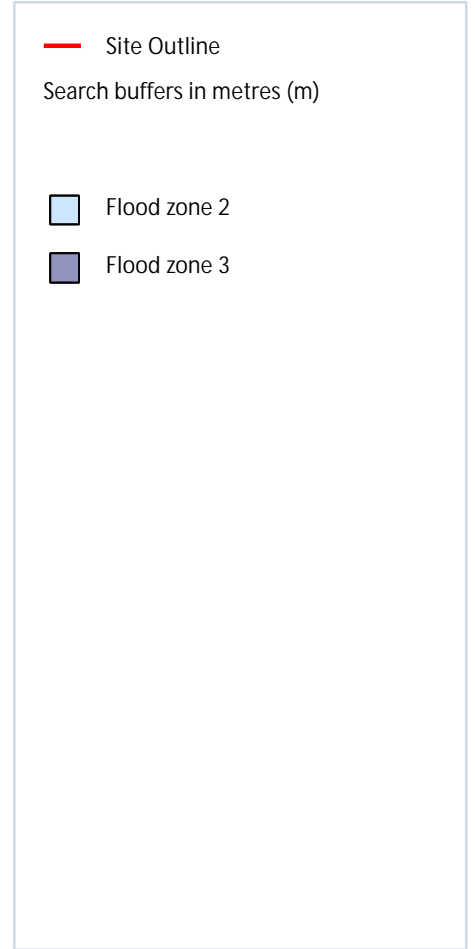 Site Outline
Search buffers in metres (m)
Flood zone 2
Flood zone 3